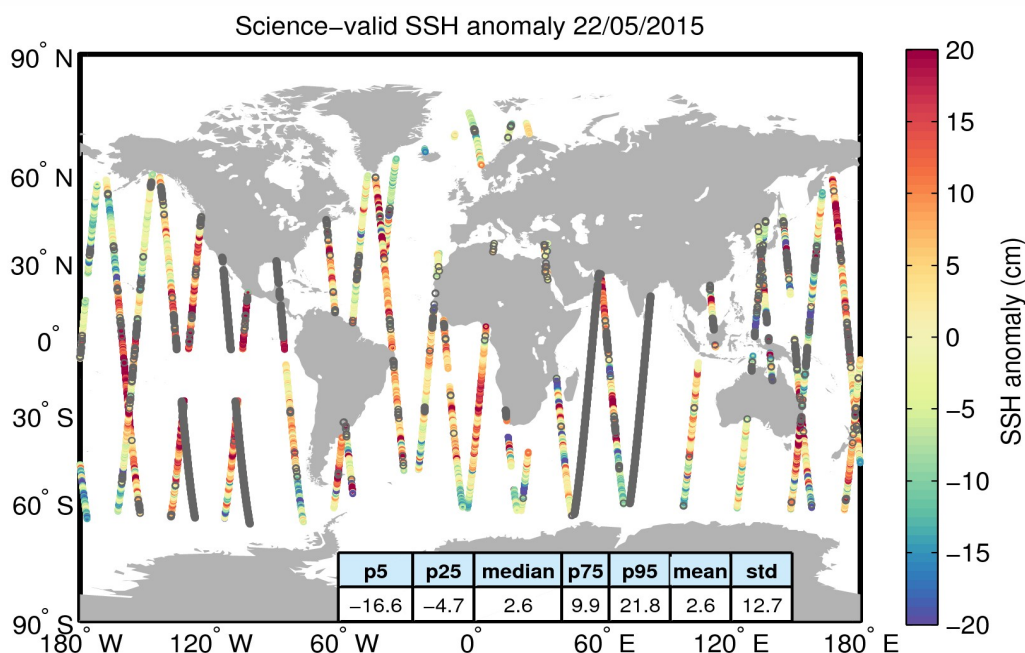 Science−valid SSH anomaly 22/05/2015
90° N
60° N
30° N
0°
30° S
60° S
90° S
180° W
120° W
60° W
0°
60° E
120° E
180° E
p5 p25 median p75 p95 mean std
−16.6 −4.7 2.6 9.9 21.8 2.6 12.7
20
15
10
5
0
−5
−10
−15
−20
SSH anomaly (cm)